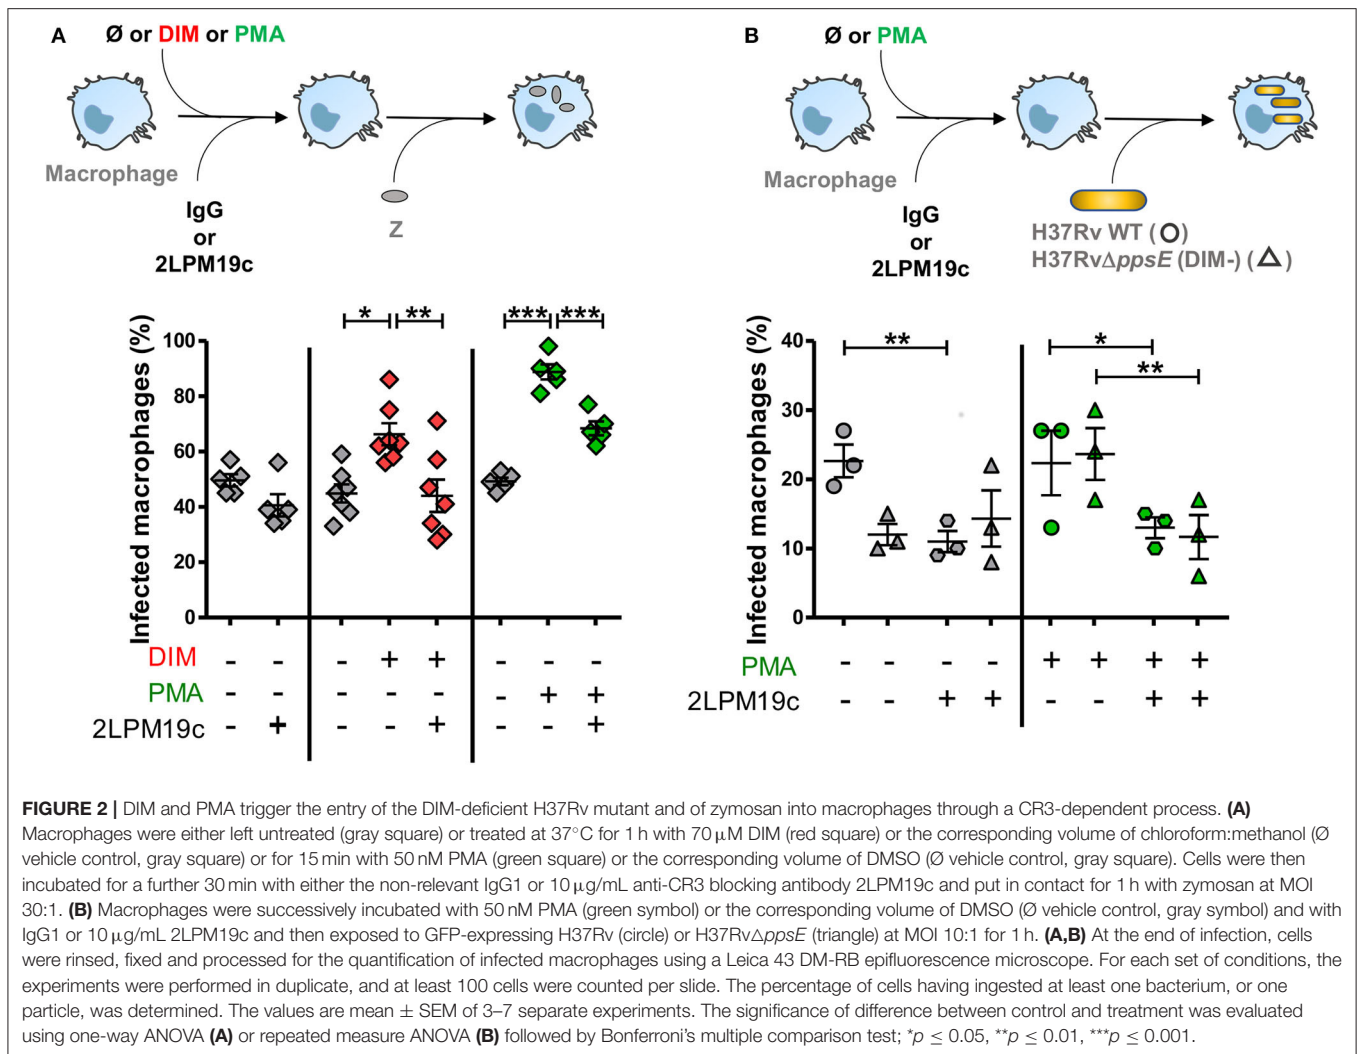 A
Ø or DIM or PMA
Macrophage
IgG
or
2LPM19c
Z
B
Ø or PMA
Macrophage
IgG
or
2LPM19c
H37Rv WT (O)
H37RvΔppsE (DIM-) (△)
Infected macrophages (%)
100
80
60
40
20
0
* ** *** ***
DIM - - - + + - - -
PMA - - - - - - + +
2LPM19c - + - - + - - +
Infected macrophages (%)
40
30
20
10
0
** * **
PMA - - - - + + + +
2LPM19c - - + + - - + +
FIGURE 2 | DIM and PMA trigger the entry of the DIM-deficient H37Rv mutant and of zymosan into macrophages through a CR3-dependent process. (A)
Macrophages were either left untreated (gray square) or treated at 37°C for 1 h with 70 μM DIM (red square) or the corresponding volume of chloroform:methanol (Ø
vehicle control, gray square) or for 15 min with 50 nM PMA (green square) or the corresponding volume of DMSO (Ø vehicle control, gray square). Cells were then
incubated for a further 30 min with either the non-relevant IgG1 or 10 μg/mL anti-CR3 blocking antibody 2LPM19c and put in contact for 1 h with zymosan at MOI
30:1. (B) Macrophages were successively incubated with 50 nM PMA (green symbol) or the corresponding volume of DMSO (Ø vehicle control, gray symbol) and with
IgG1 or 10 μg/mL 2LPM19c and then exposed to GFP-expressing H37Rv (circle) or H37RvΔppsE (triangle) at MOI 10:1 for 1 h. (A,B) At the end of infection, cells
were rinsed, fixed and processed for the quantification of infected macrophages using a Leica 43 DM-RB epifluorescence microscope. For each set of conditions, the
experiments were performed in duplicate, and at least 100 cells were counted per slide. The percentage of cells having ingested at least one bacterium, or one
particle, was determined. The values are mean ± SEM of 3–7 separate experiments. The significance of difference between control and treatment was evaluated
using one-way ANOVA (A) or repeated measure ANOVA (B) followed by Bonferroni's multiple comparison test; *p ≤ 0.05, **p ≤ 0.01, ***p ≤ 0.001.